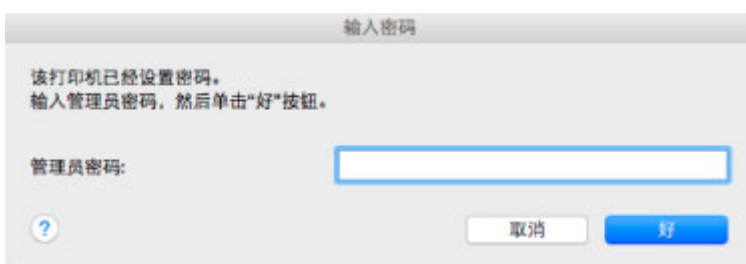 输入密码
该打印机已经设置密码。
输入管理员密码，然后单击“好”按钮。
管理员密码:
?
取消
好